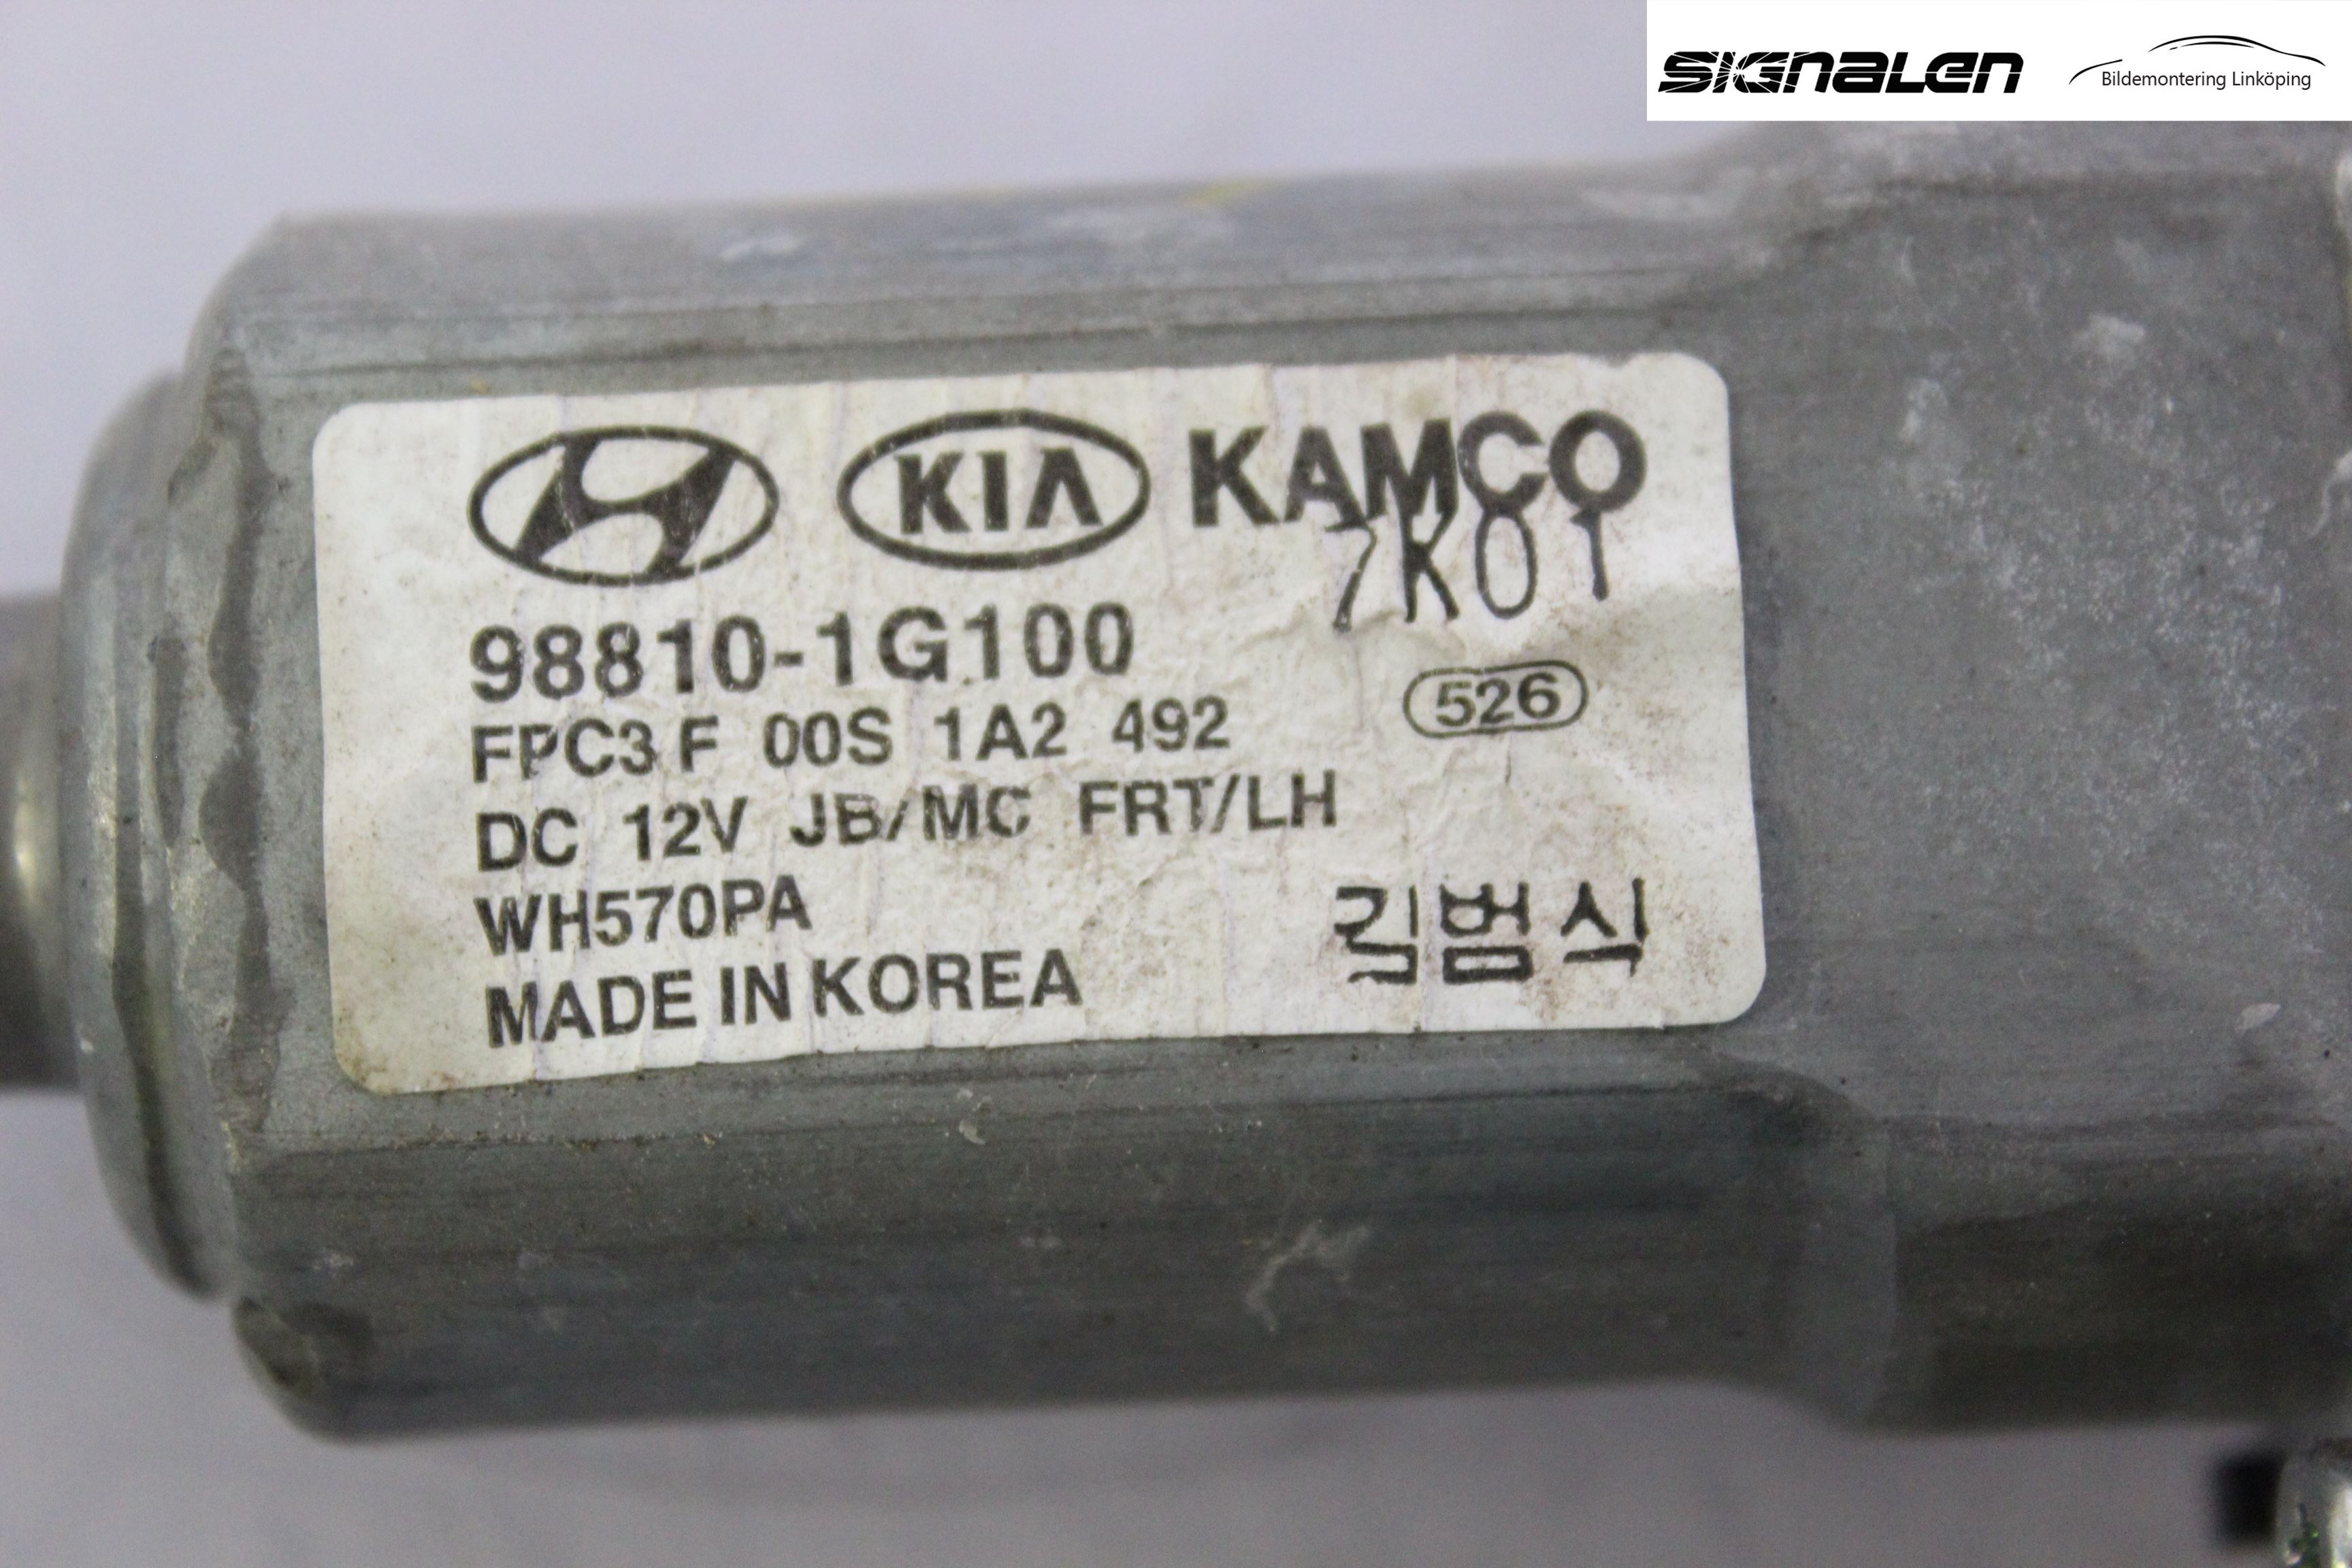 SIGNALEN
Bildemontering Linköping
KIA KAMCO
7K01
98810-1G100
526
FPC3 F 00S 1A2 492
DC 12V JB/MC FRT/LH
WH570PA
김범식
MADE IN KOREA